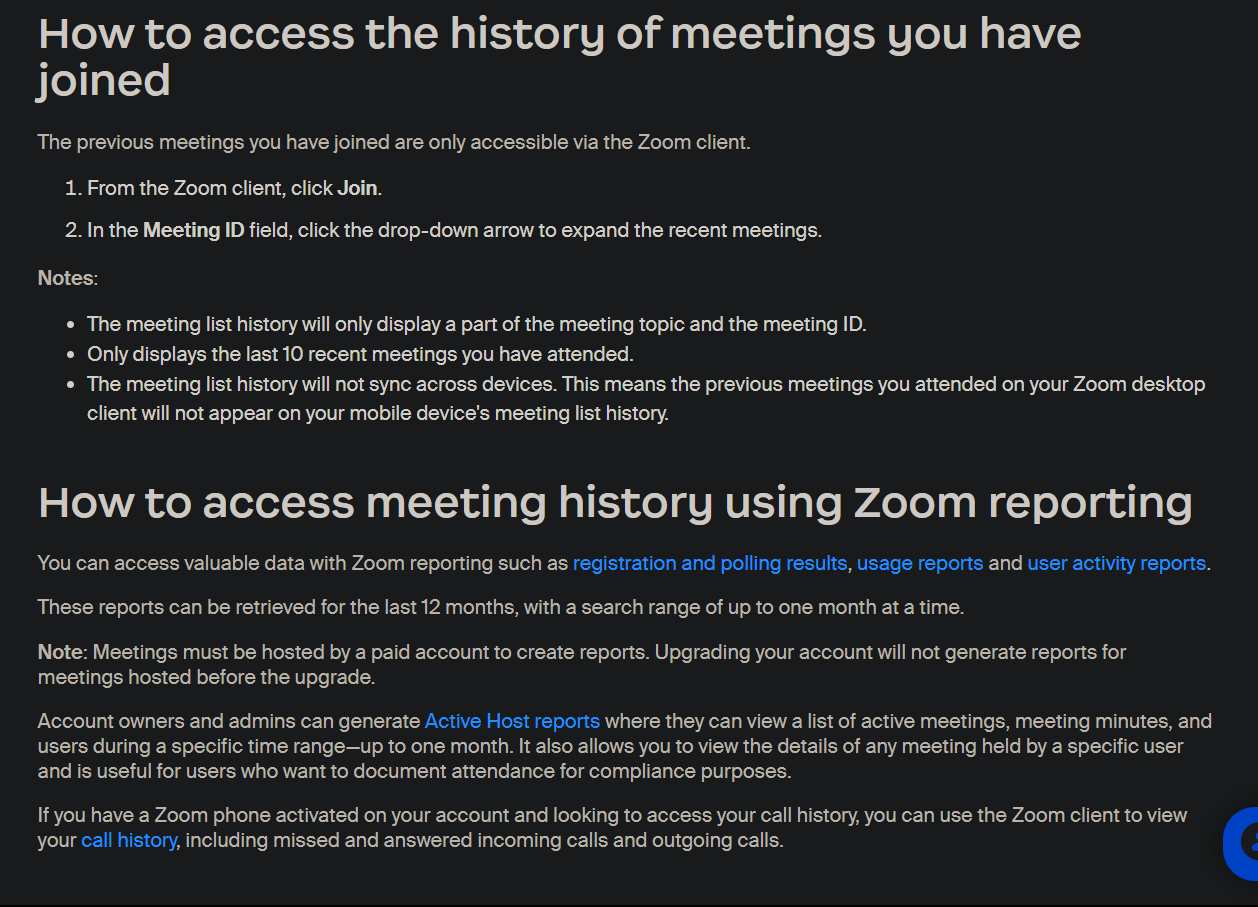 How to access the history of meetings you have
joined
The previous meetings you have joined are only accessible via the Zoom client.
1. From the Zoom client, click Join.
2. In the Meeting ID field, click the drop-down arrow to expand the recent meetings.
Notes:
• The meeting list history will only display a part of the meeting topic and the meeting ID.
• Only displays the last 10 recent meetings you have attended.
• The meeting list history will not sync across devices. This means the previous meetings you attended on your Zoom desktop
client will not appear on your mobile device's meeting list history.
How to access meeting history using Zoom reporting
You can access valuable data with Zoom reporting such as registration and polling results, usage reports and user activity reports.
These reports can be retrieved for the last 12 months, with a search range of up to one month at a time.
Note: Meetings must be hosted by a paid account to create reports. Upgrading your account will not generate reports for
meetings hosted before the upgrade.
Account owners and admins can generate Active Host reports where they can view a list of active meetings, meeting minutes, and
users during a specific time range—up to one month. It also allows you to view the details of any meeting held by a specific user
and is useful for users who want to document attendance for compliance purposes.
If you have a Zoom phone activated on your account and looking to access your call history, you can use the Zoom client to view
your call history, including missed and answered incoming calls and outgoing calls.